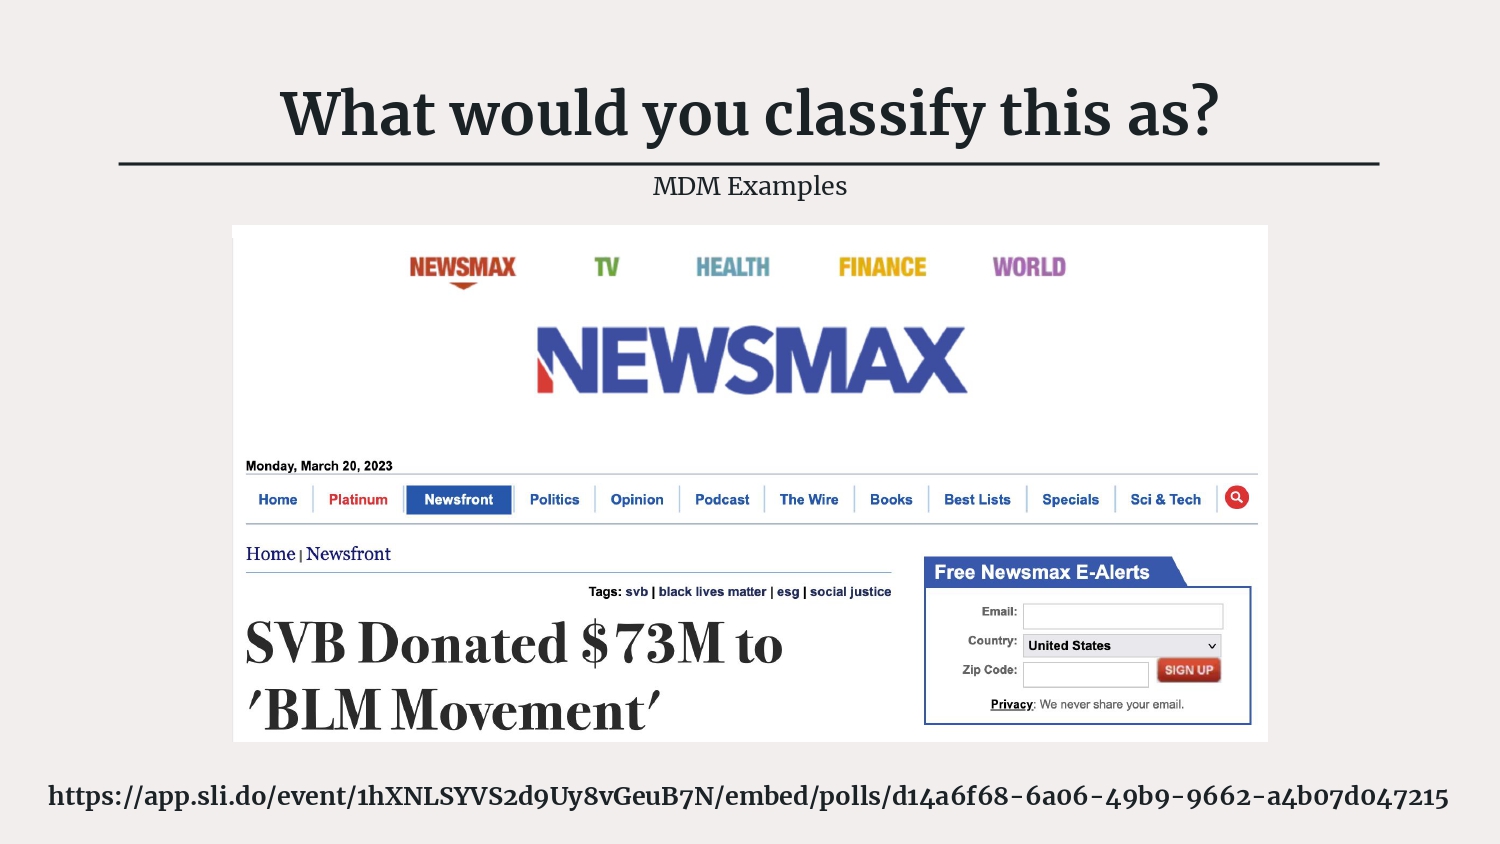 What would you classify this as?
MDM Examples
NEWSMAX TV HEALTH FINANCE WORLD
NEWSMAX
Monday, March 20, 2023
Home Platinum Newsfront Politics Opinion Podcast The Wire Books Best Lists Specials Sci & Tech
Home | Newsfront
Tags: svb | black lives matter | esg | social justice
SVB Donated $73M to
'BLM Movement'
Free Newsmax E-Alerts
Email:
Country: United States
Zip Code: SIGN UP
Privacy: We never share your email.
https://app.sli.do/event/1hXNLSYVS2d9Uy8vGeuB7N/embed/polls/d14a6f68-6a06-49b9-9662-a4b07d047215